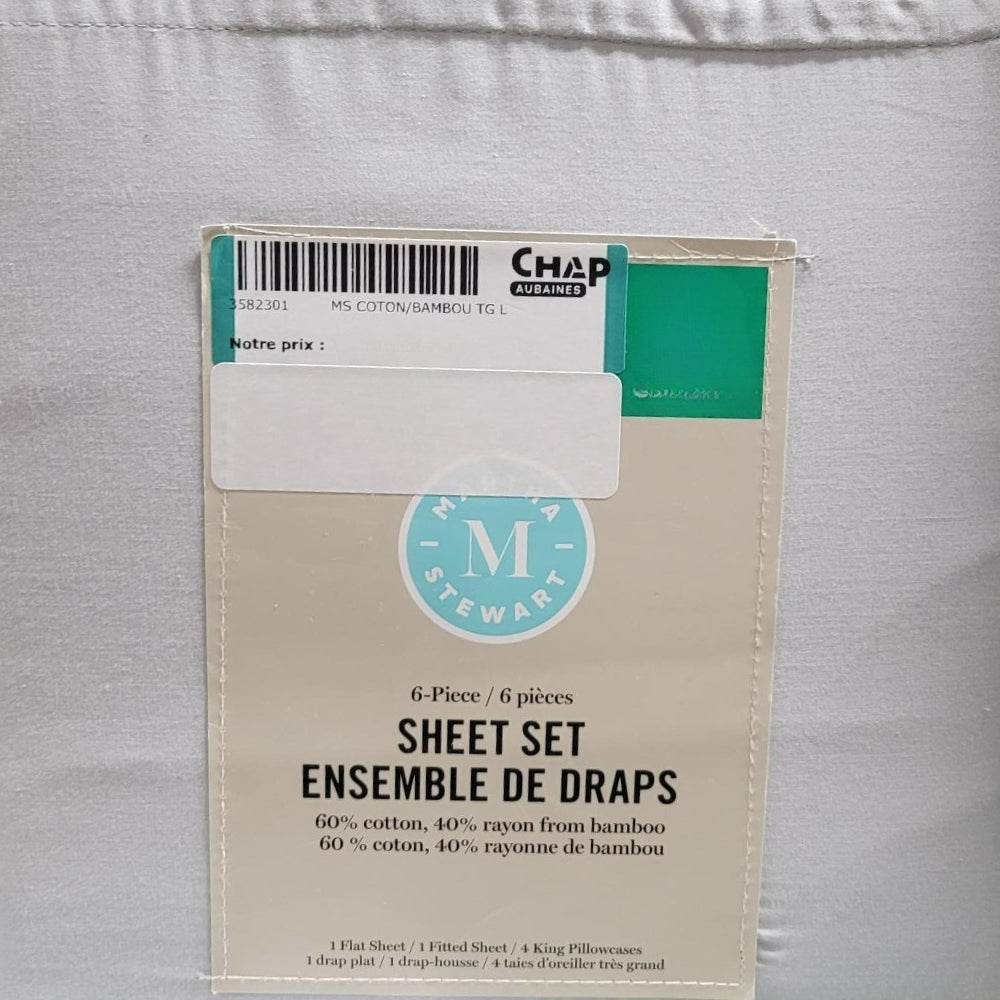 CHAP
AUBAINES
3582301 MS COTON/BAMBOU TG L
Notre prix :
MARTHA
M
STEWART
6-Piece / 6 pièces
SHEET SET
ENSEMBLE DE DRAPS
60% cotton, 40% rayon from bamboo
60 % coton, 40% rayonne de bambou
1 Flat Sheet / 1 Fitted Sheet / 4 King Pillowcases
1 drap plat / 1 drap-housse / 4 taies d'oreiller très grand